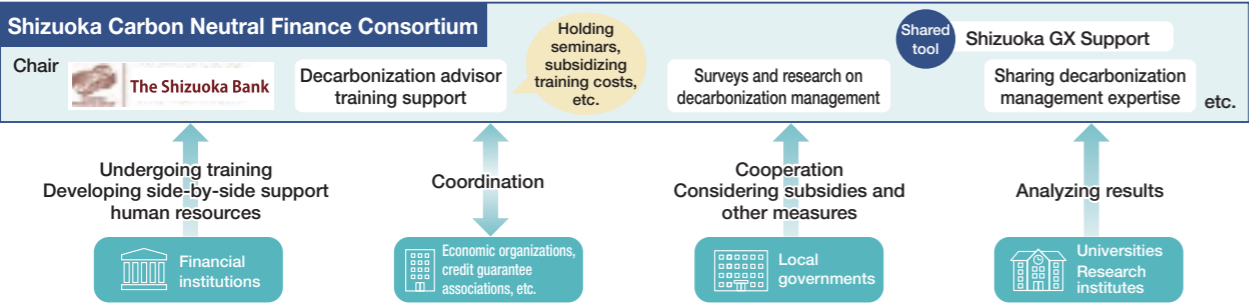 Shizuoka Carbon Neutral Finance Consortium
Chair
The Shizuoka Bank
Decarbonization advisor
training support
Holding
seminars,
subsidizing
training costs,
etc.
Surveys and research on
decarbonization management
Shared
tool
Shizuoka GX Support
Sharing decarbonization
management expertise
etc.
Undergoing training
Developing side-by-side support
human resources
Coordination
Cooperation
Considering subsidies and
other measures
Analyzing results
Financial
institutions
Economic organizations,
credit guarantee
associations, etc.
Local
governments
Universities
Research
institutes